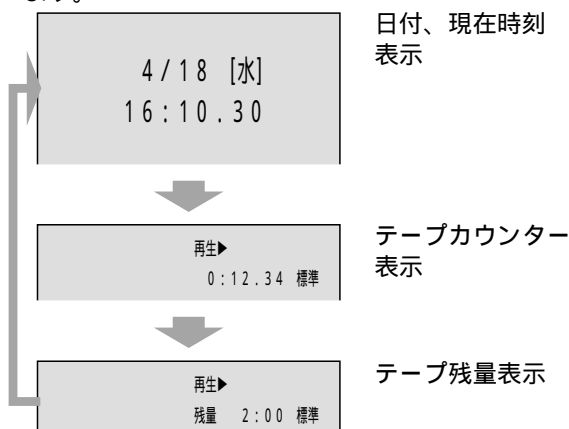 ます。
4/18 [水]
16:10.30
日付、現在時刻
表示
再生▶
0:12.34 標準
テープカウンター
表示
再生▶
残量 2:00 標準
テープ残量表示